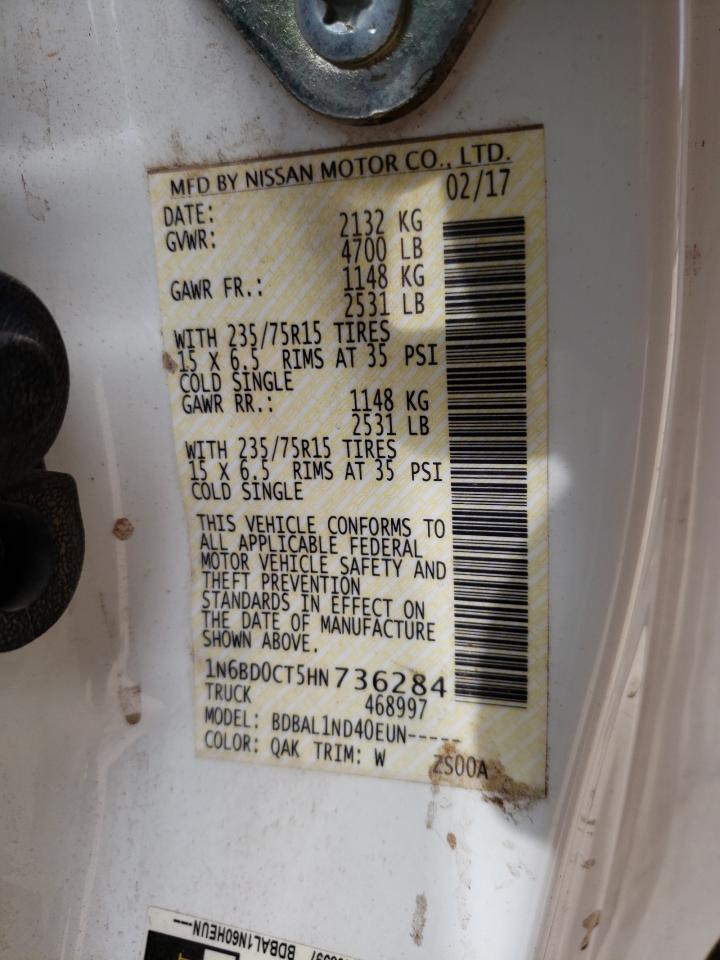 MFD BY NISSAN MOTOR CO., LTD.
DATE: 02/17
GVWR: 2132 KG
4700 LB
GAWR FR.: 1148 KG
2531 LB
WITH 235/75R15 TIRES
15 X 6.5 RIMS AT 35 PSI
COLD SINGLE
GAWR RR.: 1148 KG
2531 LB
WITH 235/75R15 TIRES
15 X 6.5 RIMS AT 35 PSI
COLD SINGLE
THIS VEHICLE CONFORMS TO
ALL APPLICABLE FEDERAL
MOTOR VEHICLE SAFETY AND
THEFT PREVENTION
STANDARDS IN EFFECT ON
THE DATE OF MANUFACTURE
SHOWN ABOVE.
1N6BD0CT5HN736284
TRUCK 468997
MODEL: BDBAL1ND40EUN-----
COLOR: QAK TRIM: W ZS00A
BDBAL1N60HEUN---